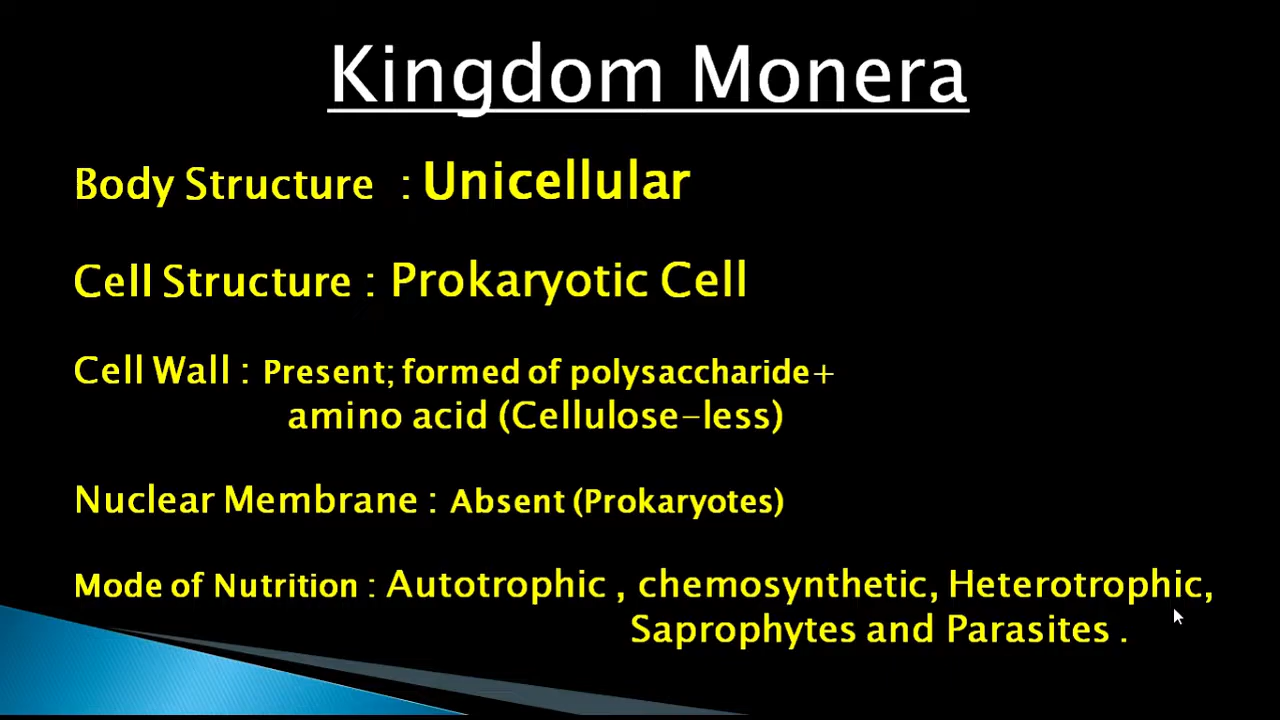 Kingdom Monera
Body Structure : Unicellular
Cell Structure : Prokaryotic Cell
Cell Wall : Present; formed of polysaccharide+
amino acid (Cellulose-less)
Nuclear Membrane : Absent (Prokaryotes)
Mode of Nutrition : Autotrophic , chemosynthetic, Heterotrophic,
Saprophytes and Parasites .